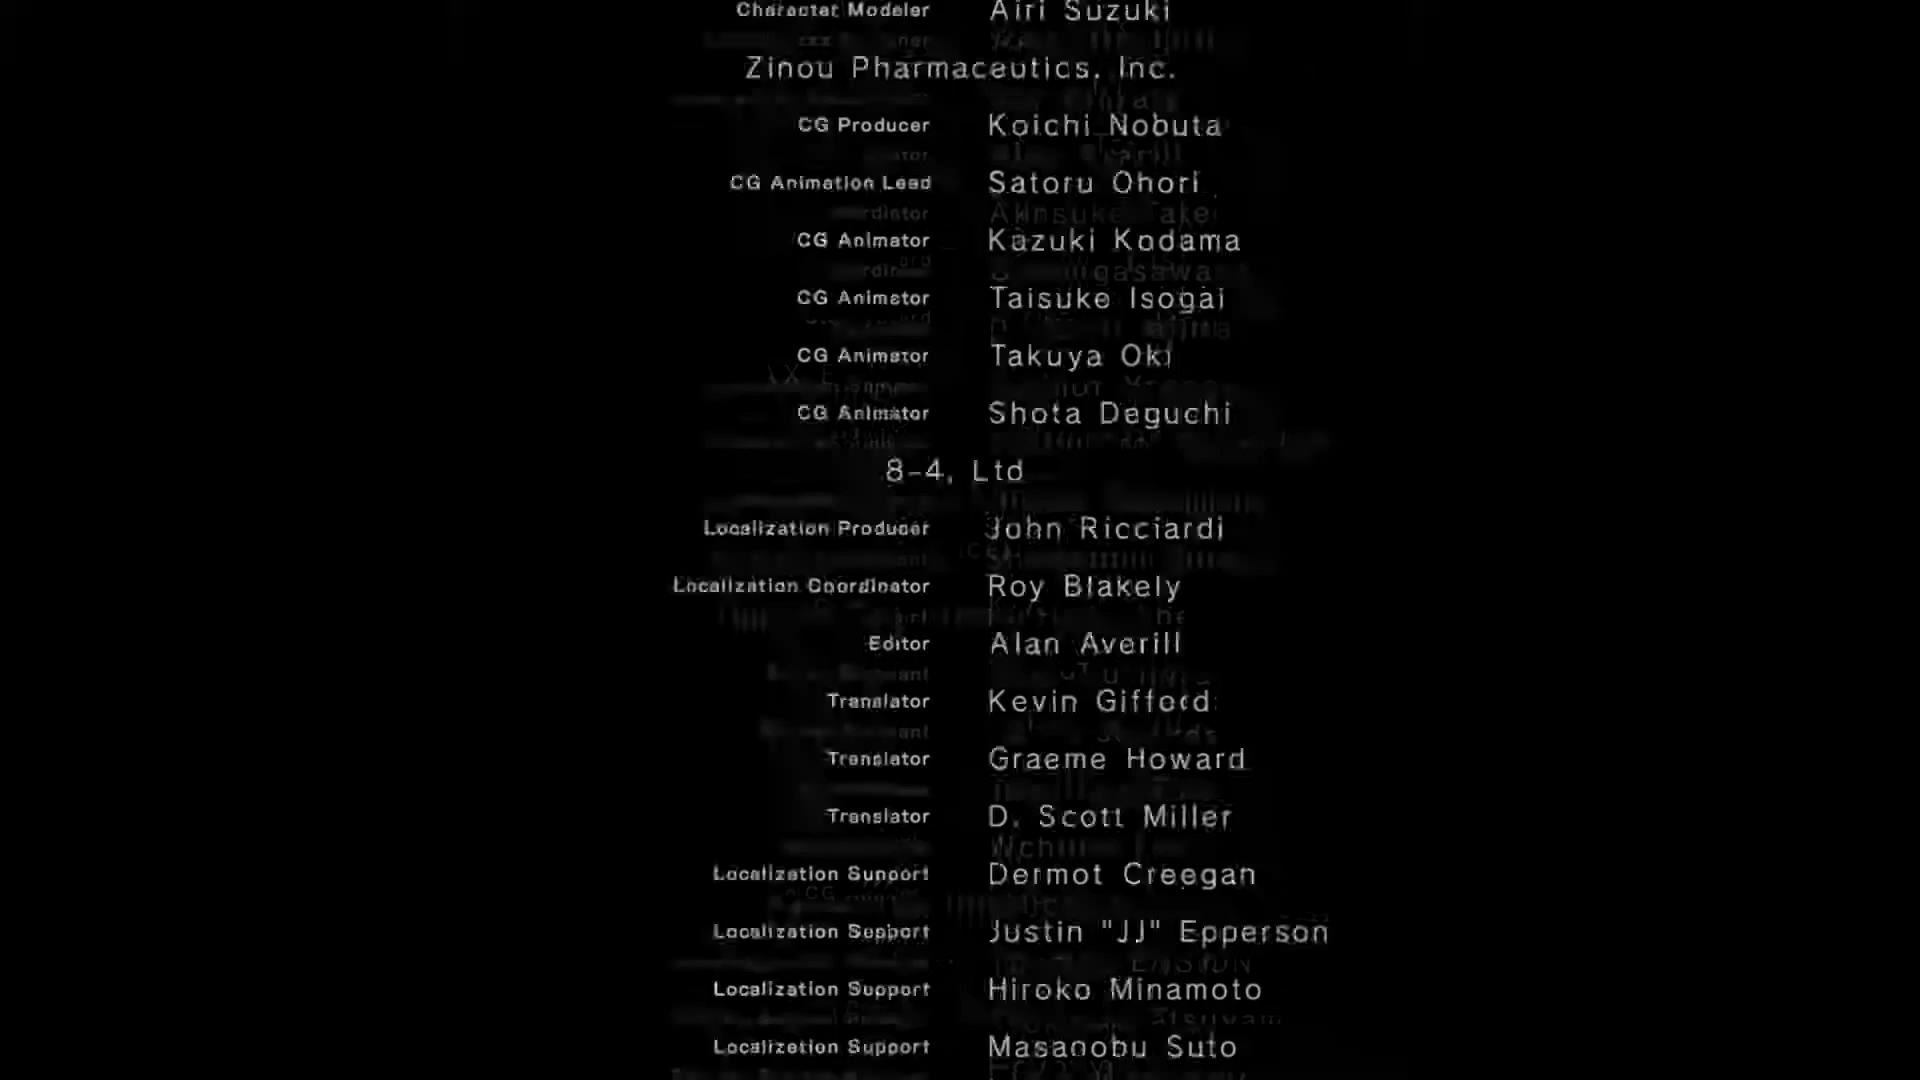 Character Modeler Airi Suzuki
Zinou Pharmaceutics, Inc.
CG Producer Koichi Nobuta
CG Animation Lead Satoru Ohori
CG Animator Kazuki Kodama
CG Animator Taisuke Isogai
CG Animator Takuya Oki
CG Animator Shota Deguchi
8-4, Ltd
Localization Producer John Ricciardi
Localization Coordinator Roy Blakely
Editor Alan Averill
Translator Kevin Gifford
Translator Graeme Howard
Translator D. Scott Miller
Localization Support Dermot Creegan
Localization Support Justin "JJ" Epperson
Localization Support Hiroko Minamoto
Localization Support Masanobu Suto